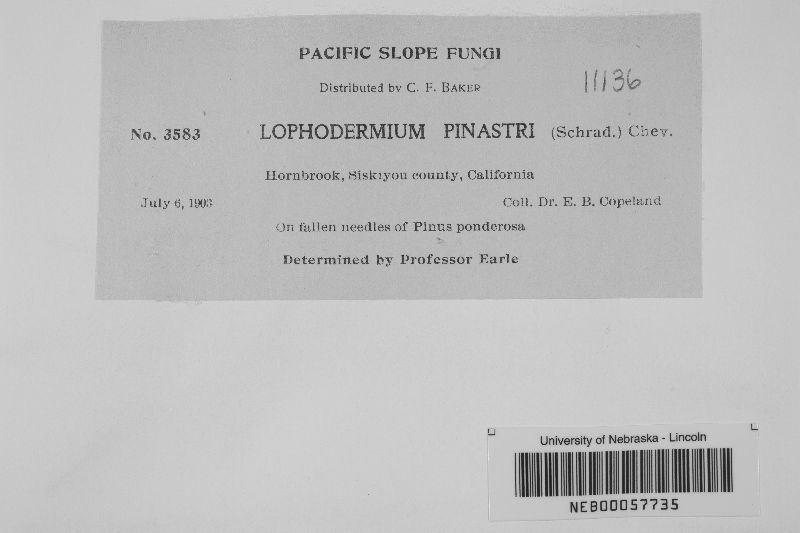 PACIFIC SLOPE FUNGI
Distributed by C. F. BAKER
11136
No. 3583 LOPHODERMIUM PINASTRI (Schrad.) Chev.
Hornbrook, Siskiyou county, California
July 6, 1903 Coll. Dr. E. B. Copeland
On fallen needles of Pinus ponderosa
Determined by Professor Earle
University of Nebraska - Lincoln
NEB00057735